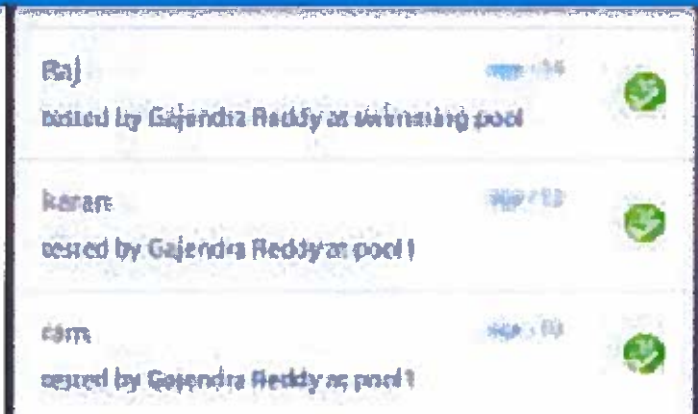 Raj
tested by Gajendra Reddy at swimming pool
karan
tested by Gajendra Reddy at pool 1
ram
tested by Gajendra Reddy at pool 1